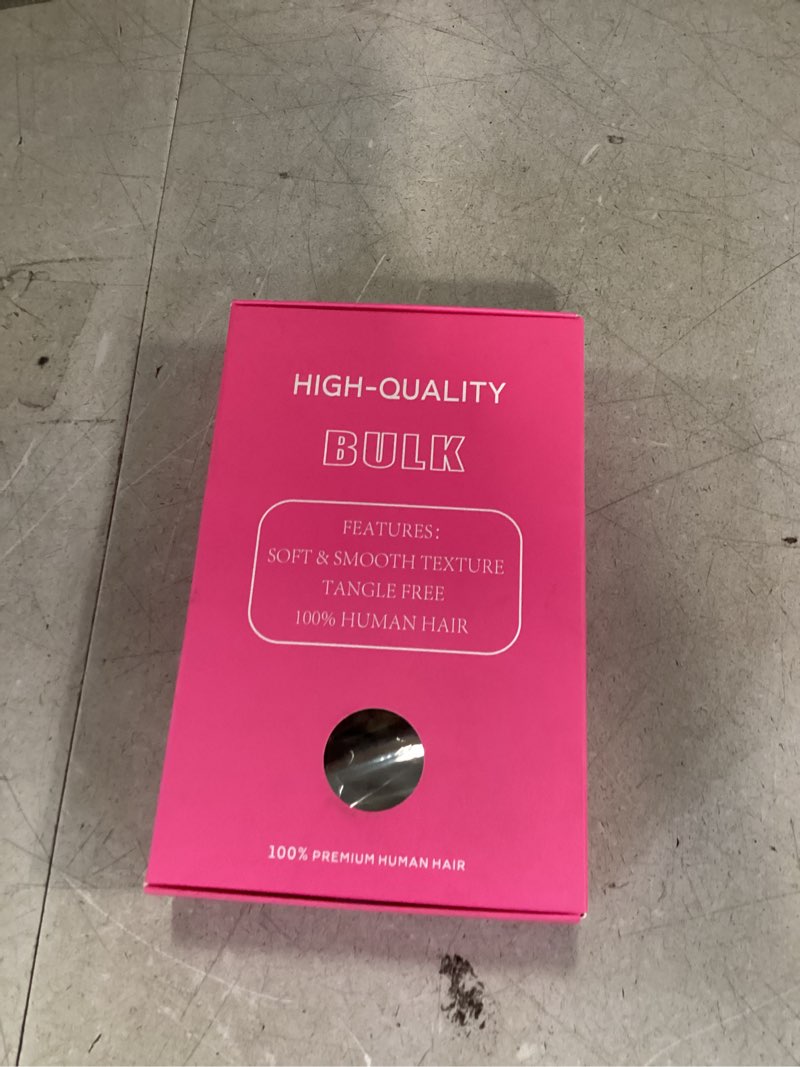 HIGH-QUALITY
BULK
FEATURES:
SOFT & SMOOTH TEXTURE
TANGLE FREE
100% HUMAN HAIR
100% PREMIUM HUMAN HAIR